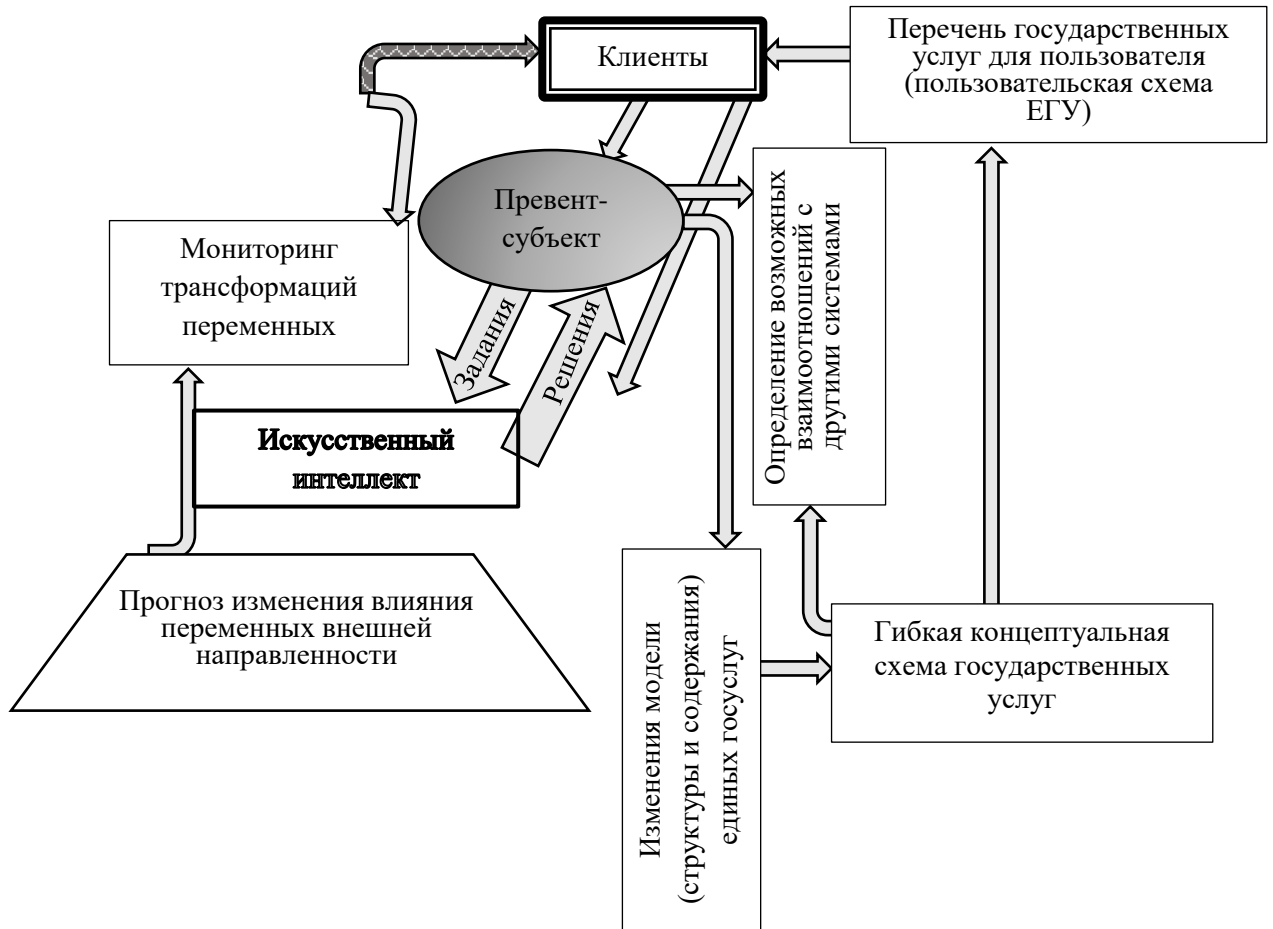 Клиенты
Перечень государственных
услуг для пользователя
(пользовательская схема
ЕГУ)
Превент-
субъект
Мониторинг
трансформаций
переменных
Определение возможных
взаимоотношений с
другими системами
Задания
Решения
Искусственный
интеллект
Прогноз изменения влияния
переменных внешней
направленности
Изменения модели
(структуры и содержания)
единых госуслуг
Гибкая концептуальная
схема государственных
услуг